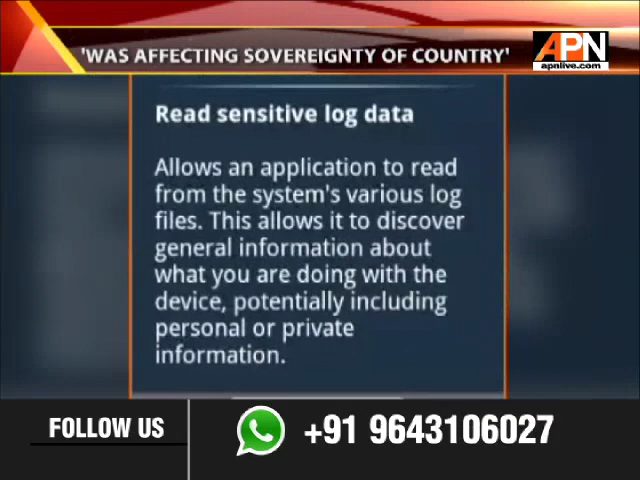 'WAS AFFECTING SOVEREIGNTY OF COUNTRY'
APN
apnlive.com
Read sensitive log data
Allows an application to read
from the system's various log
files. This allows it to discover
general information about
what you are doing with the
device, potentially including
personal or private
information.
FOLLOW US
+91 9643106027